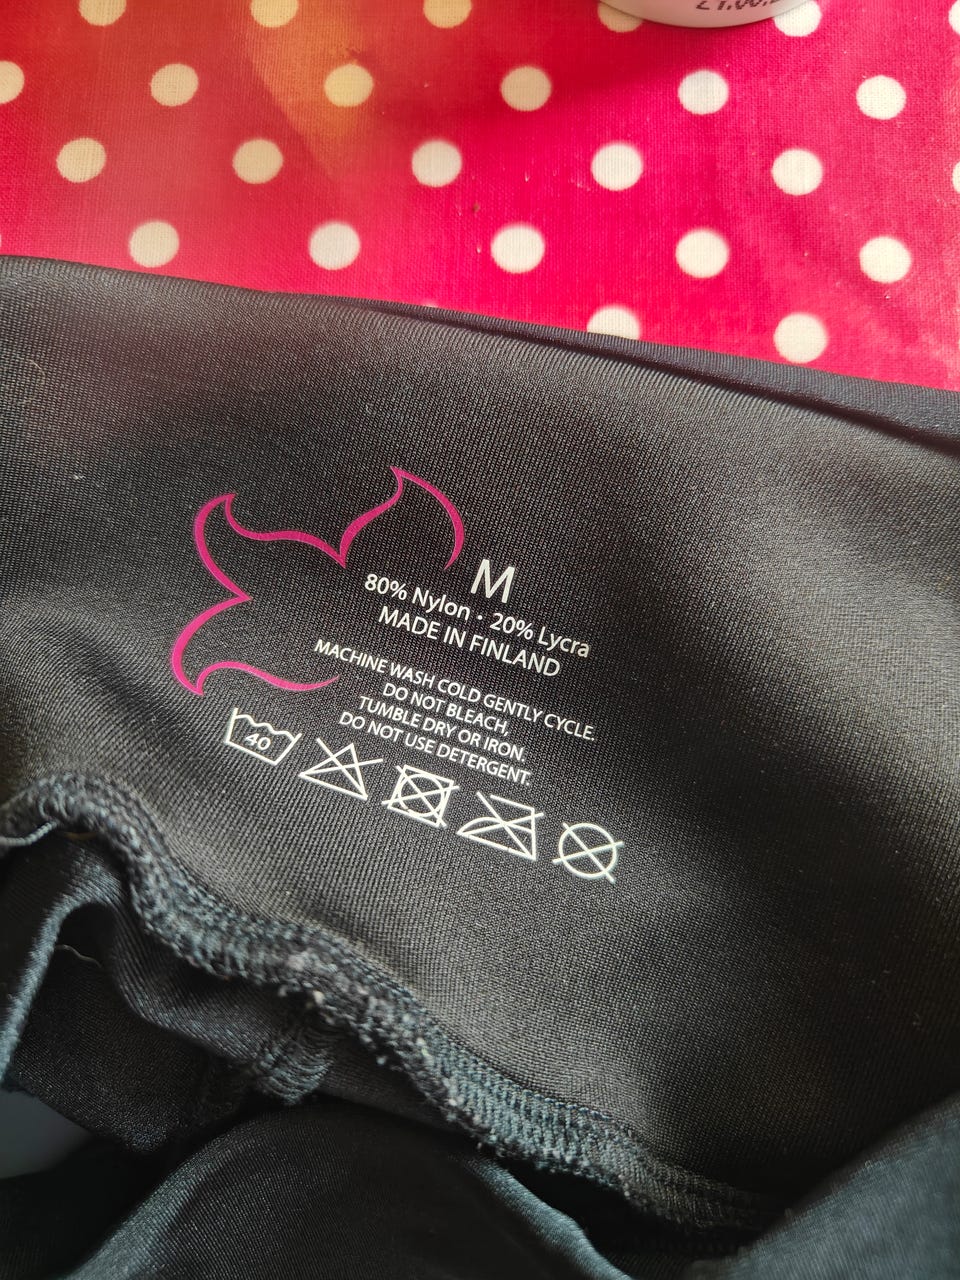 M
80% Nylon · 20% Lycra
MADE IN FINLAND
MACHINE WASH COLD GENTLY CYCLE.
DO NOT BLEACH,
TUMBLE DRY OR IRON.
DO NOT USE DETERGENT.
40